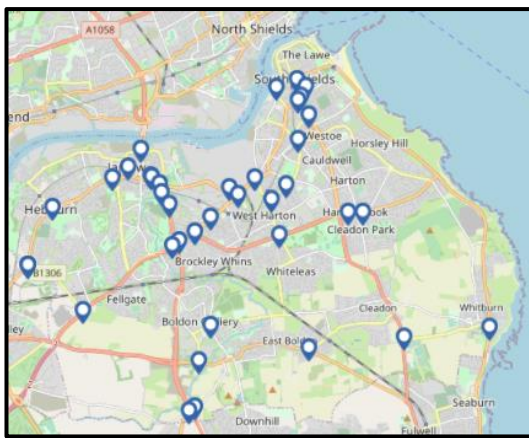 A1058
North Shields
The Lawe
South Shields
end
Westoe
Horsley Hill
Cauldwell
Harton
Hebburn
West Harton
Cleadon Park
Brockley Whins
Whiteleas
B1306
Fellgate
Cleadon
Whitburn
Boldon Colliery
East Boldon
Seaburn
Downhill
Fulwell